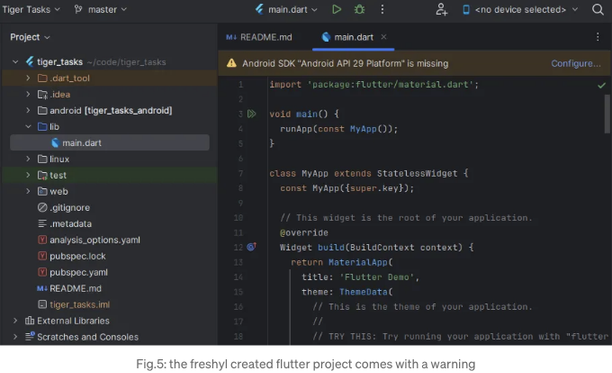 Tiger Tasks master main.dart <no device selected>
Project
README.md main.dart
tiger_tasks ~/code/tiger_tasks
.dart_tool
.idea
android [tiger_tasks_android]
lib
main.dart
linux
test
web
.gitignore
.metadata
analysis_options.yaml
pubspec.lock
pubspec.yaml
README.md
tiger_tasks.iml
External Libraries
Scratches and Consoles
Android SDK "Android API 29 Platform" is missing Configure...
1 import 'package:flutter/material.dart';
2
3 void main() {
4 runApp(const MyApp());
5 }
6
7 class MyApp extends StatelessWidget {
8 const MyApp({super.key});
9
10 // This widget is the root of your application.
11 @override
12 Widget build(BuildContext context) {
13 return MaterialApp(
14 title: 'Flutter Demo',
15 theme: ThemeData(
16 // This is the theme of your application.
17 //
18 // TRY THIS: Try running your application with "flutter
Fig.5: the freshyl created flutter project comes with a warning